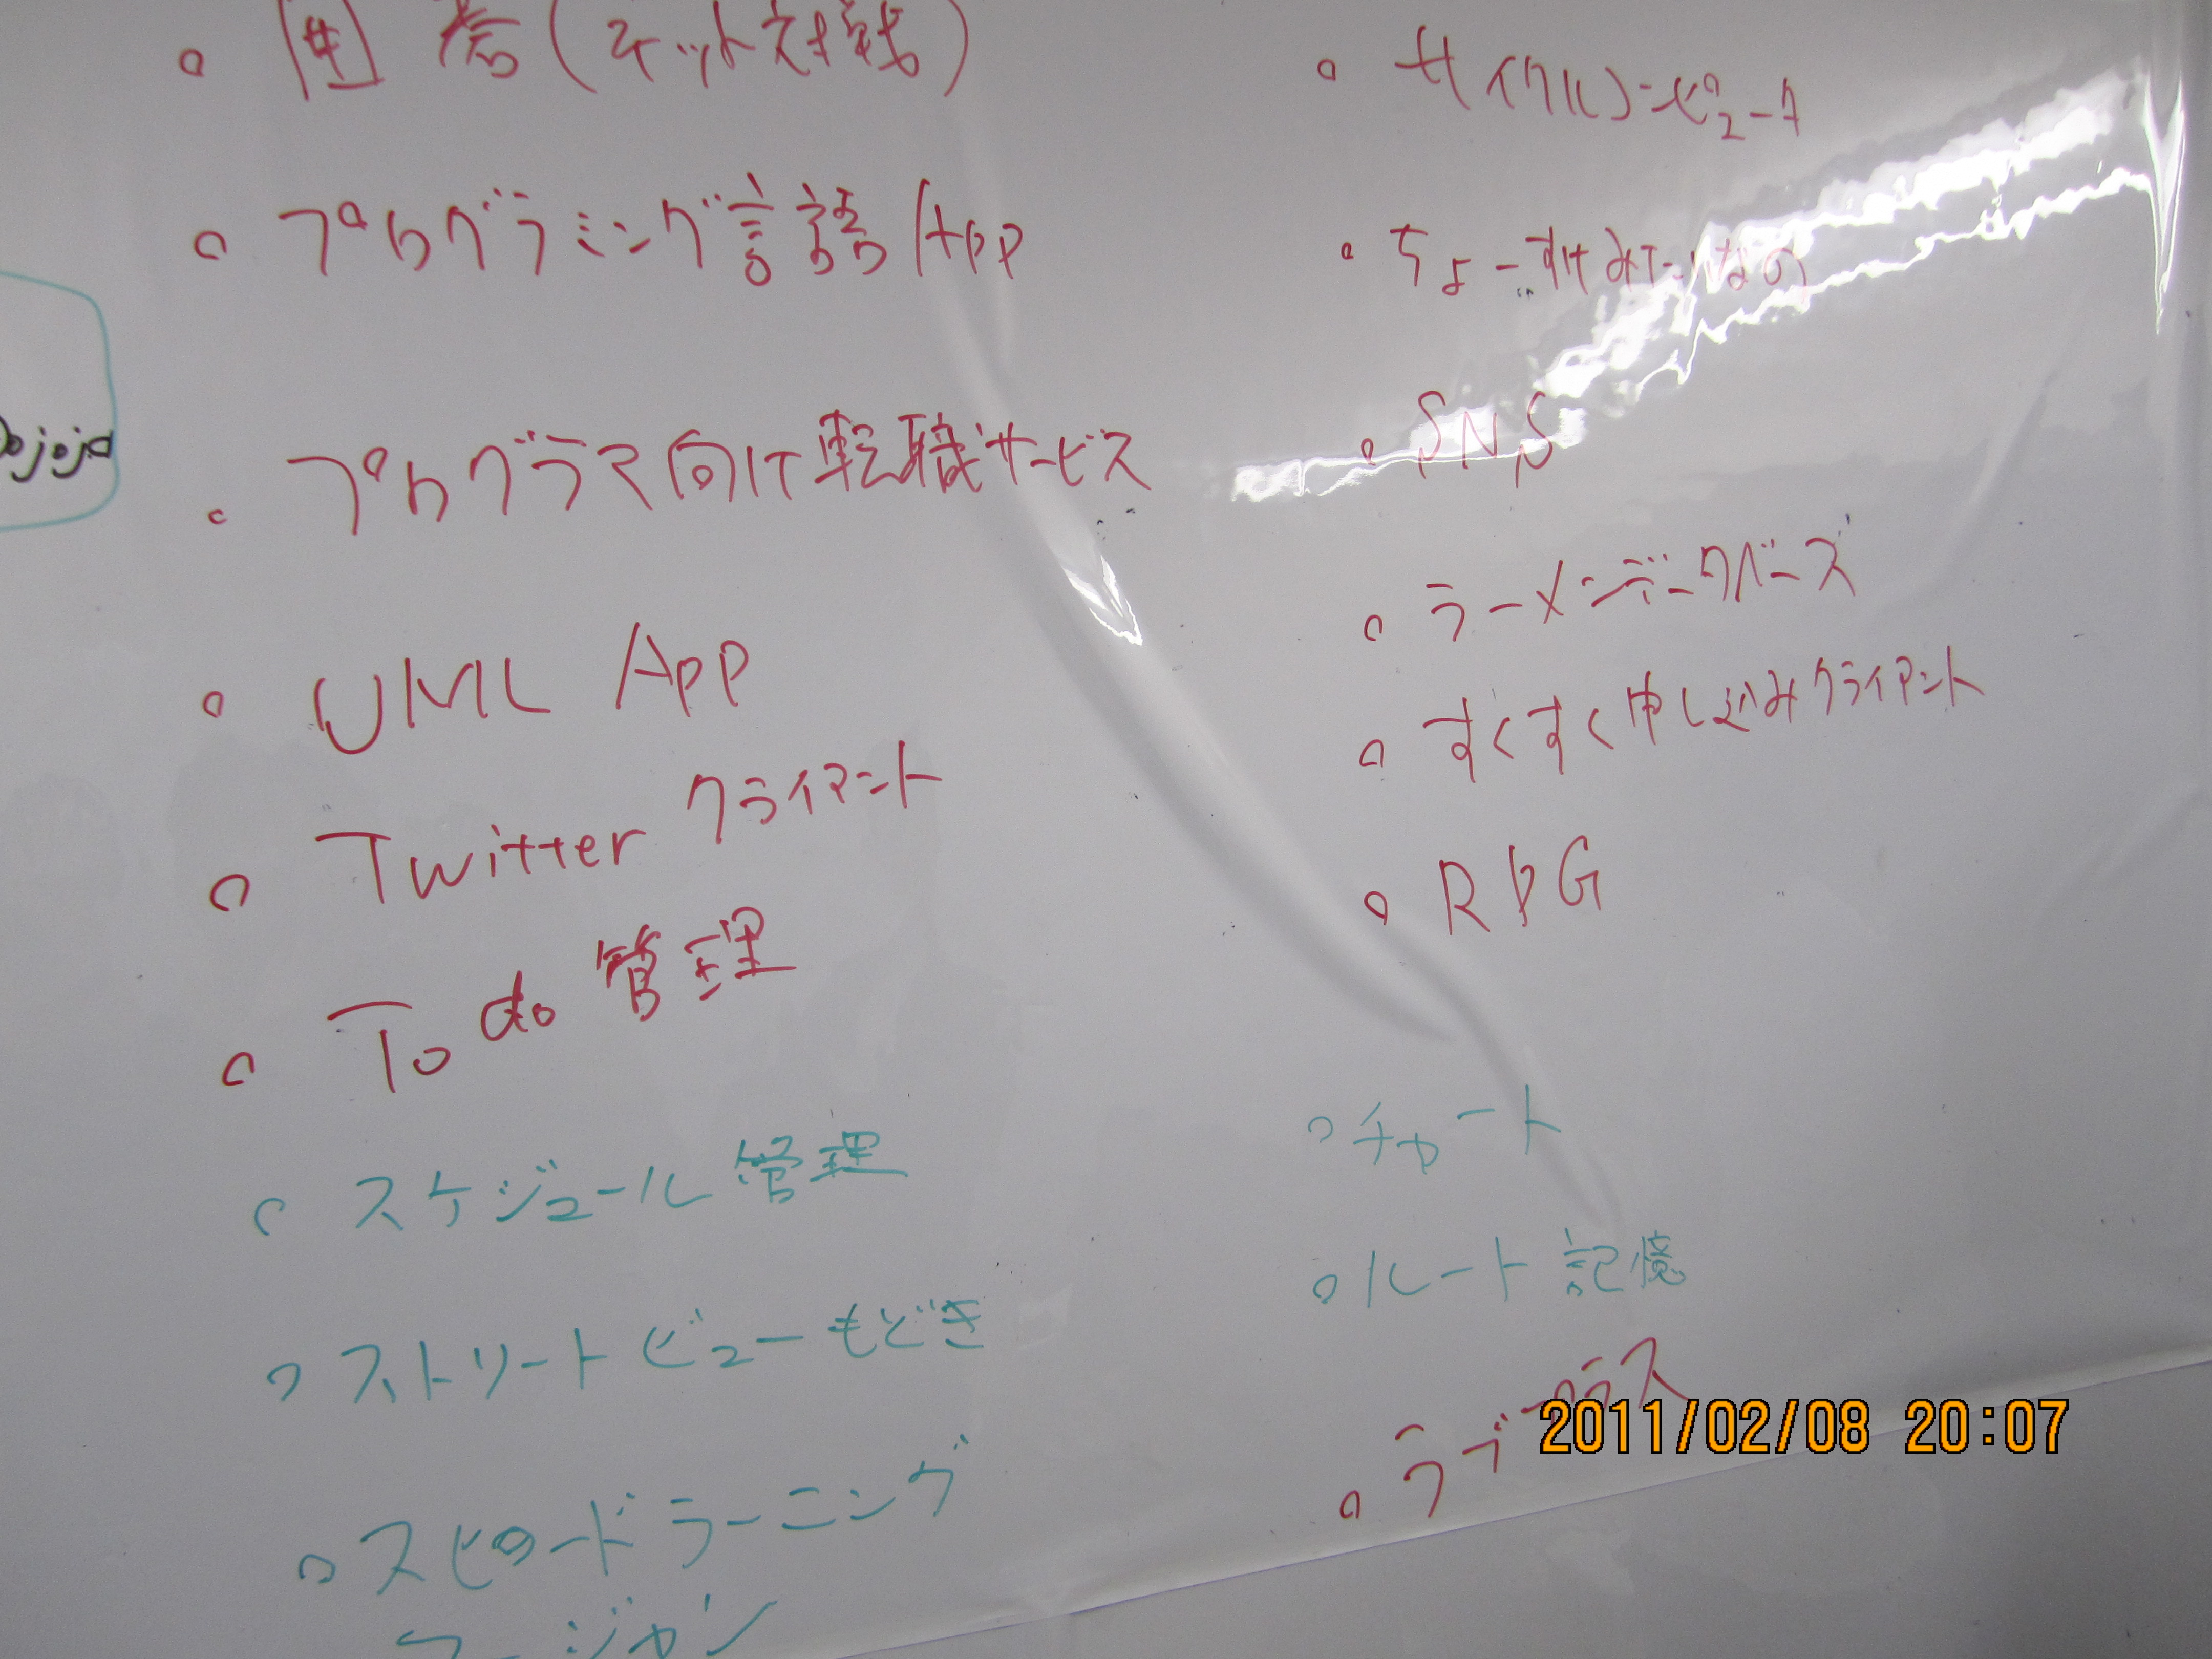 囲碁(ネット対戦)
プログラミング言語App
ojoja
プログラマ向け転職サービス
UML App
Twitter クライアント
To do 管理
スケジュール管理
ストリートビューもどき
スピードラーニング
ージャン
サイクルコンピュータ
ちょーすけみたいなの
SNS
ラーメンデータベース
すくすく申し込みクライアント
RPG
チャート
ルート記憶
ラブプラス
2011/02/08 20:07